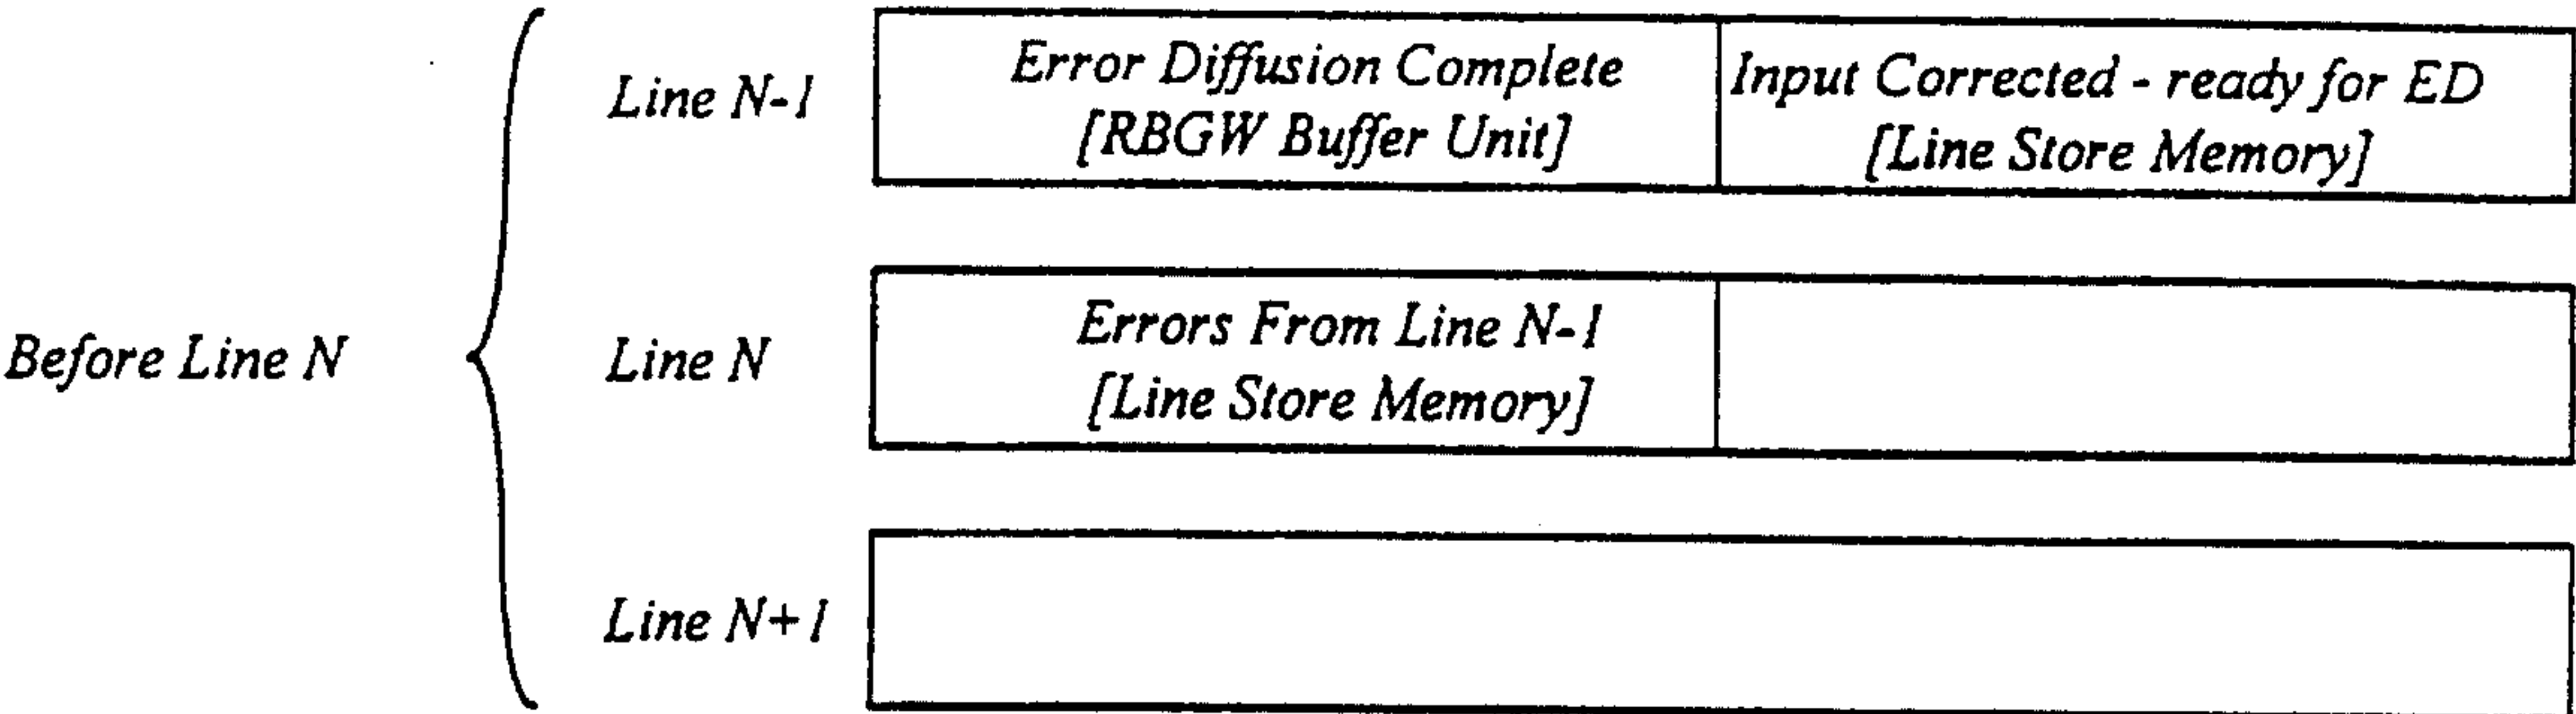 Line N-1
Error Diffusion Complete
[RBGW Buffer Unit]
Input Corrected - ready for ED
[Line Store Memory]
Before Line N
Line N
Errors From Line N-1
[Line Store Memory]
Line N+1